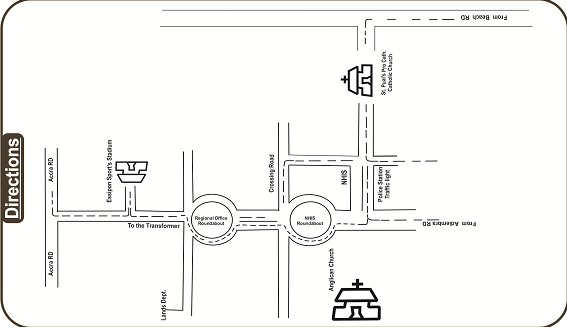 Directions
From Beach RD
St. Pual's Pro Cath.
Catholic Church
Accra RD
Essipon Sport's Stadium
Crossing Road
NHIS
Police Station
Traffic light
Regional Office
Roundabout
NHIS
Roundabout
To the Transformer
From Adiembra RD
Accra RD
Lands Dept.
Anglican Church